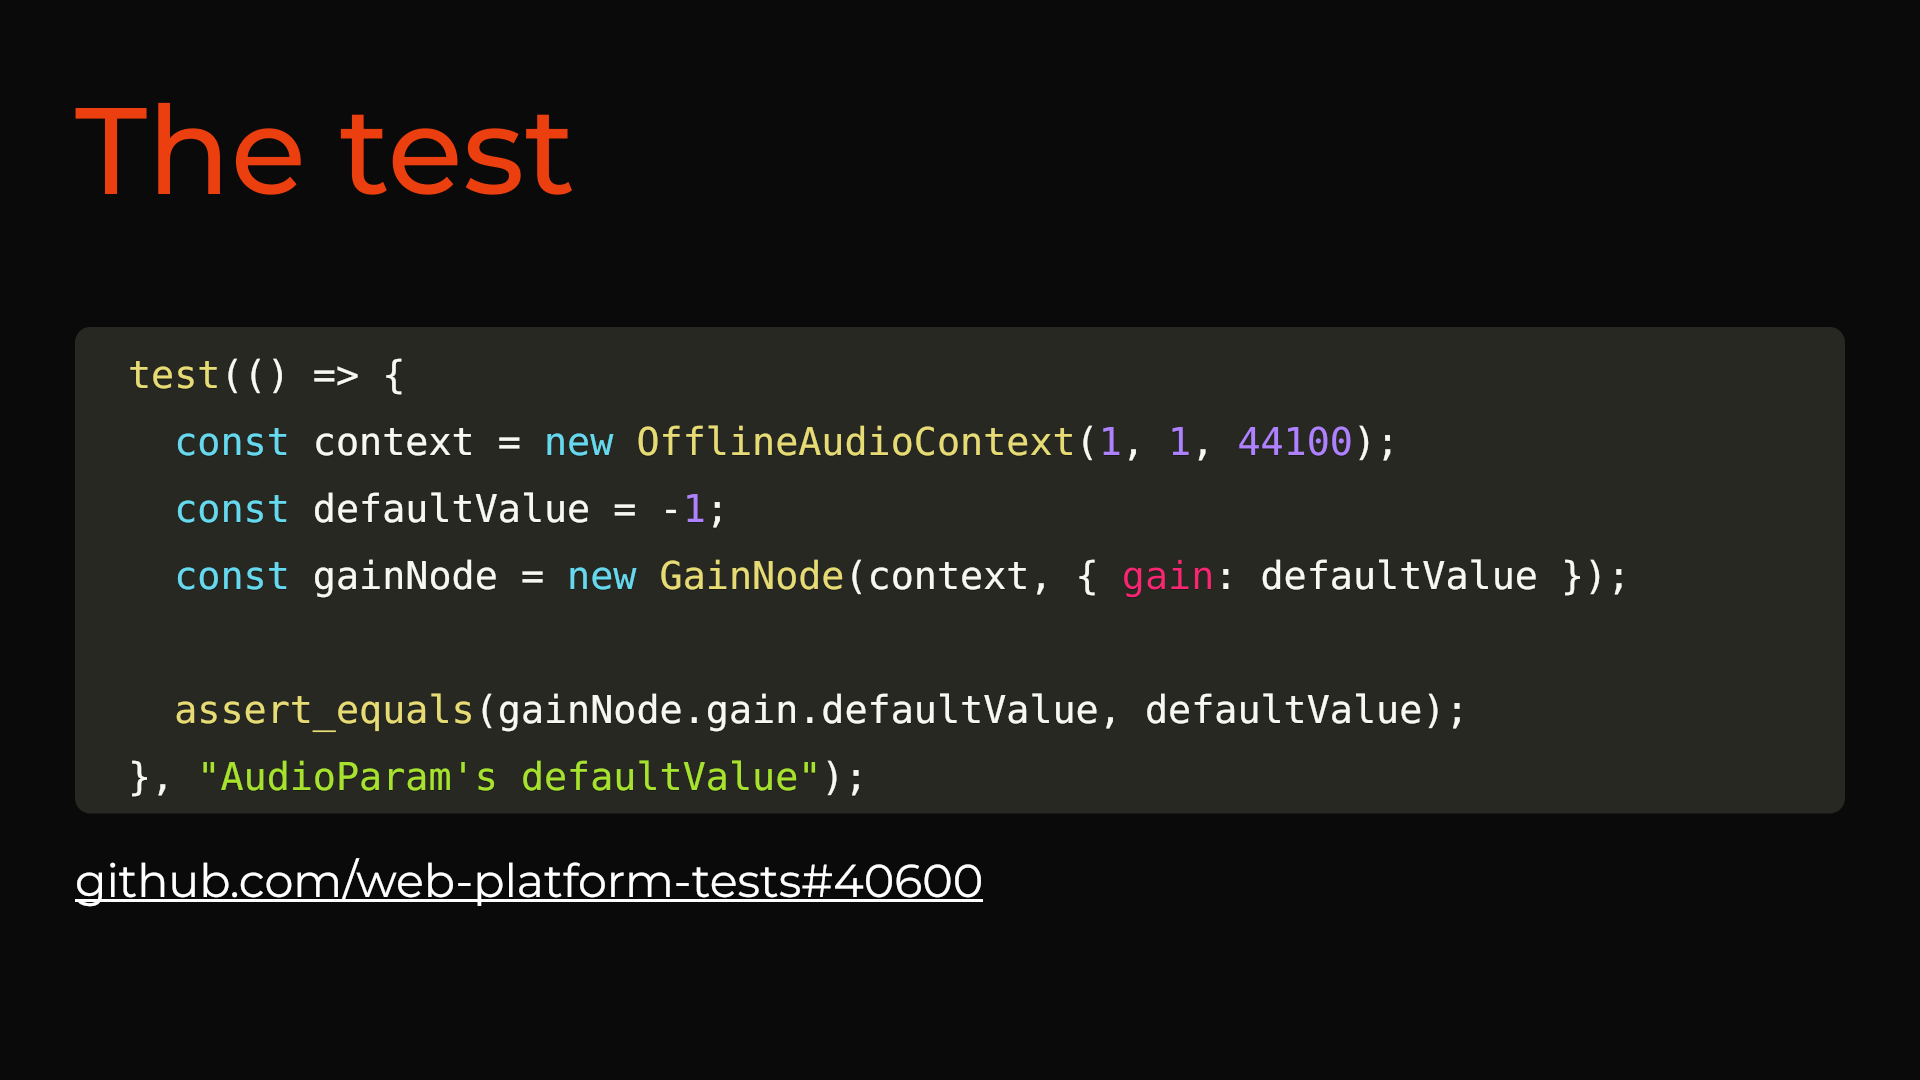 The test
test(() => {
  const context = new OfflineAudioContext(1, 1, 44100);
  const defaultValue = -1;
  const gainNode = new GainNode(context, { gain: defaultValue });
  assert_equals(gainNode.gain.defaultValue, defaultValue);
}, "AudioParam's defaultValue");
github.com/web-platform-tests#40600